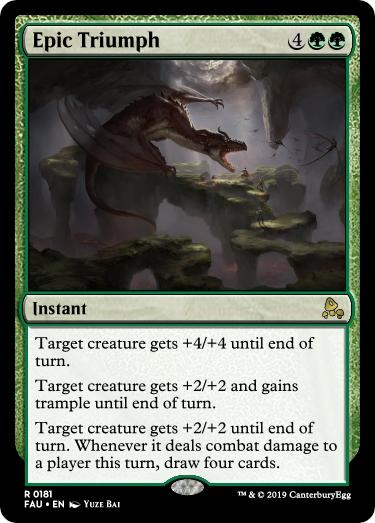 Epic Triumph 4
Instant
Target creature gets +4/+4 until end of
turn.
Target creature gets +2/+2 and gains
trample until end of turn.
Target creature gets +2/+2 until end of
turn. Whenever it deals combat damage to
a player this turn, draw four cards.
R 0181
FAU • EN Yuze Bai
™ & © 2019 CanterburyEgg